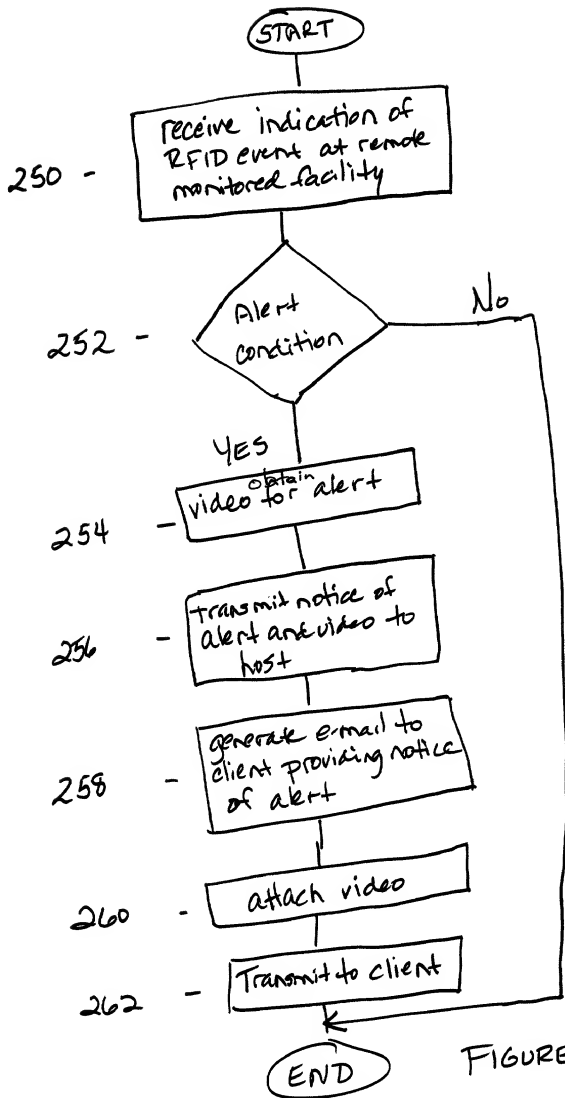 START
receive indication of
RFID event at remote
monitored facility
250 -
Alert
condition
No
252 -
YES
obtain
video for alert
254 -
transmit notice of
alert and video to
host
256 -
generate e-mail to
client providing notice
of alert
258 -
attach video
260 -
Transmit to client
262 -
END
FIGURE